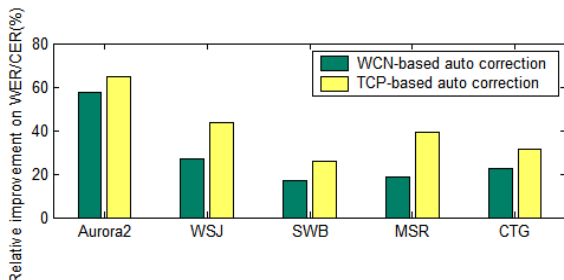 Relative improvement on WER/CER(%)
80
60
40
20
0
WCN-based auto correction
TCP-based auto correction
Aurora2 WSJ SWB MSR CTG